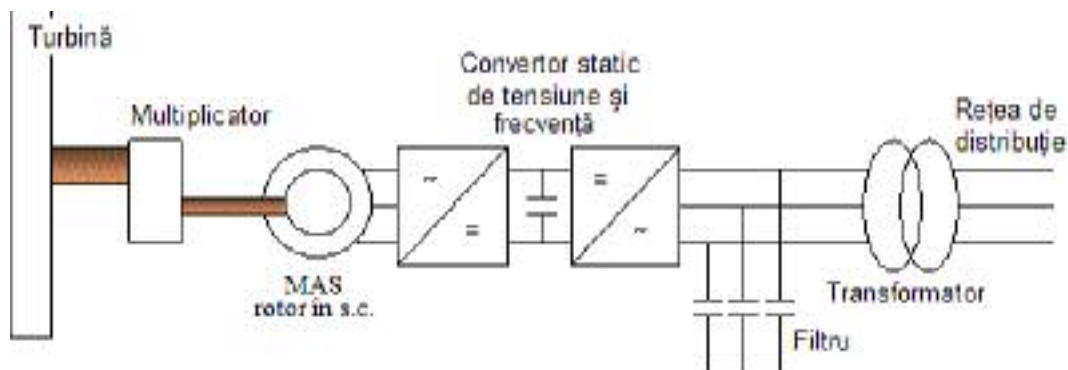 Turbină
Multiplicator
MAS
rotor în s.c.
Convertor static
de tensiune și
frecvență
~
=
=
~
Filtru
Transformator
Rețea de
distribuție